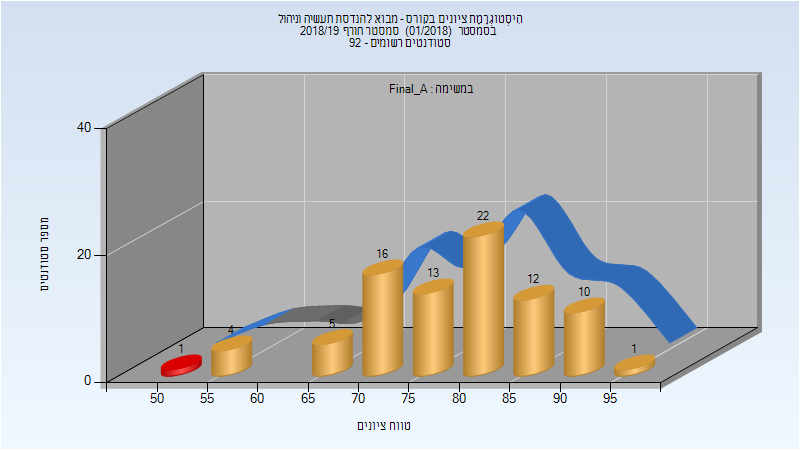 היסטוגרמת ציונים בקורס - מבוא להנדסת תעשיה וניהול
בסמסטר (01/2018) סמסטר חורף 2018/19
סטודנטים רשומים - 92
במשימה : Final_A
מספר סטודנטים
40
20
0
1
4
5
16
13
22
12
10
1
50 55 60 65 70 75 80 85 90 95
טווח ציונים